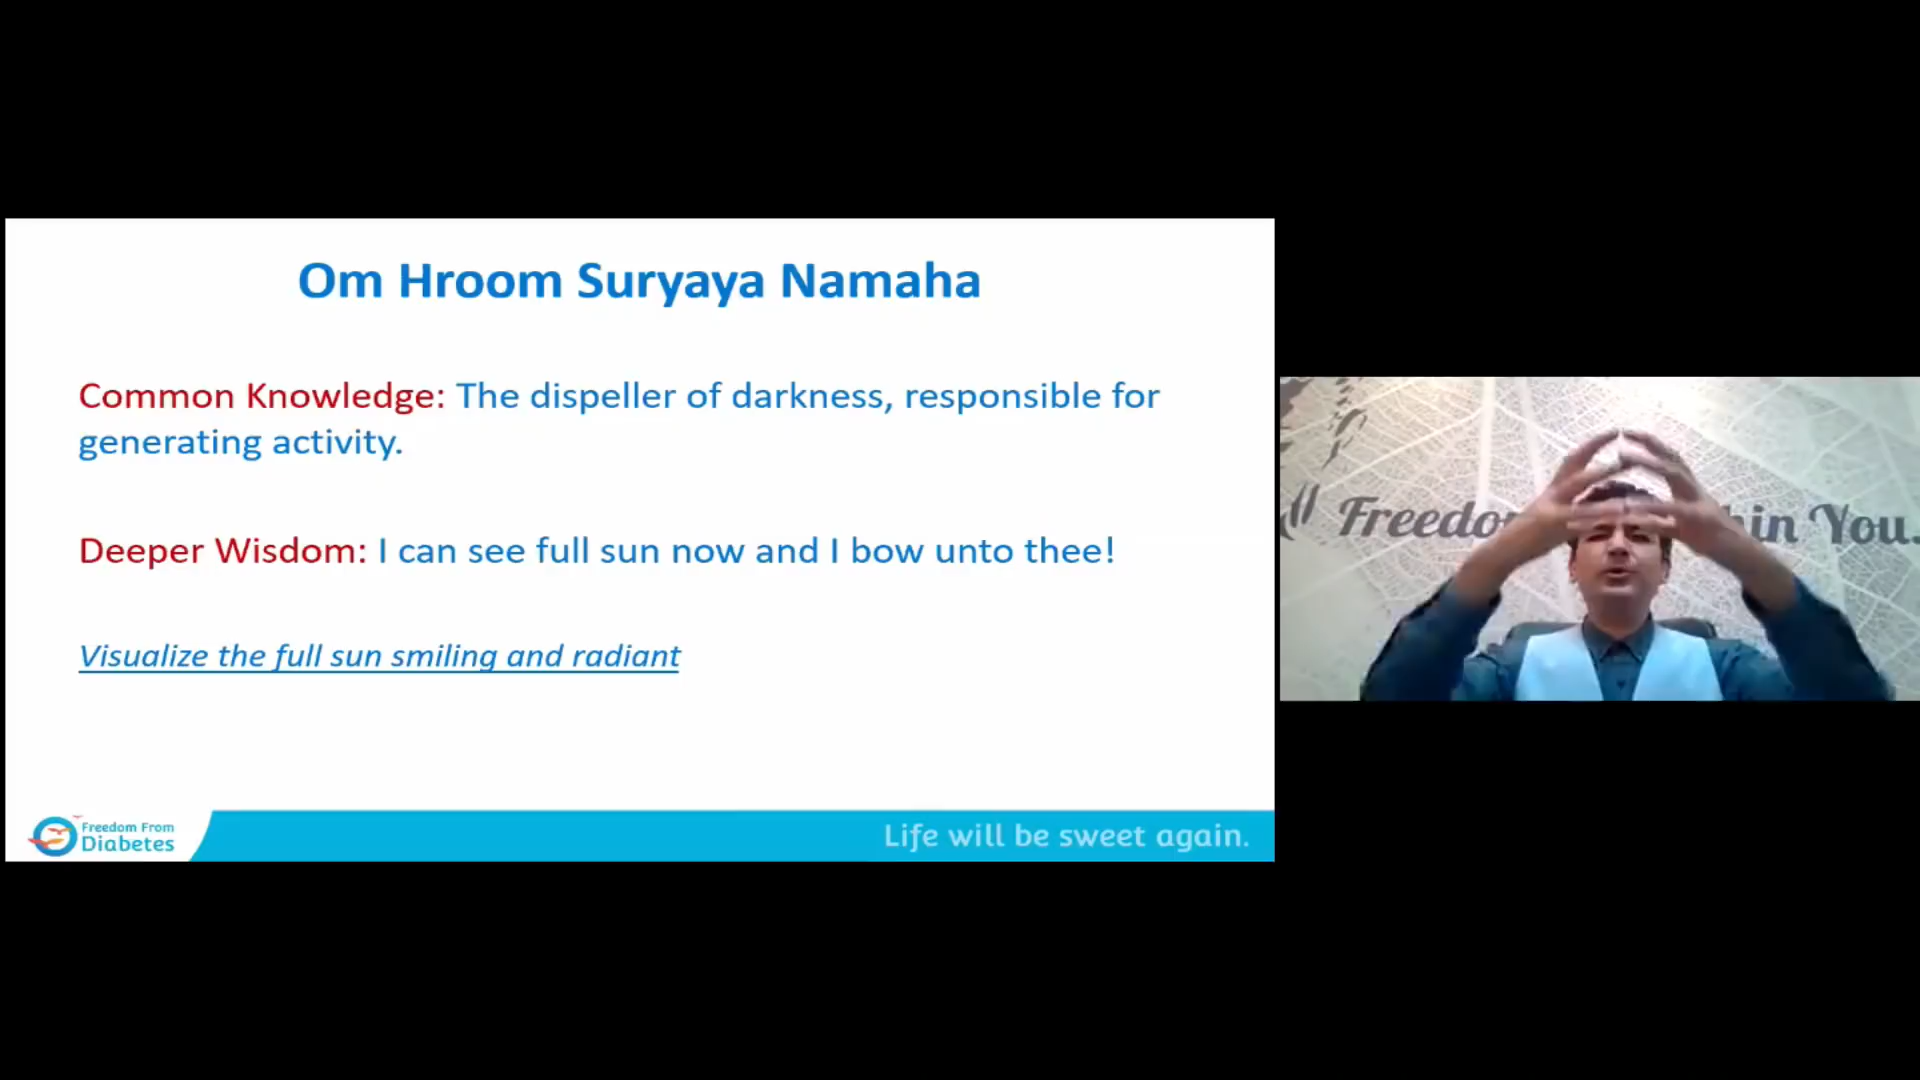 Om Hroom Suryaya Namaha
Common Knowledge: The dispeller of darkness, responsible for
generating activity.
Deeper Wisdom: I can see full sun now and I bow unto thee!
Visualize the full sun smiling and radiant
Freedom From
Diabetes
Life will be sweet again.
You.